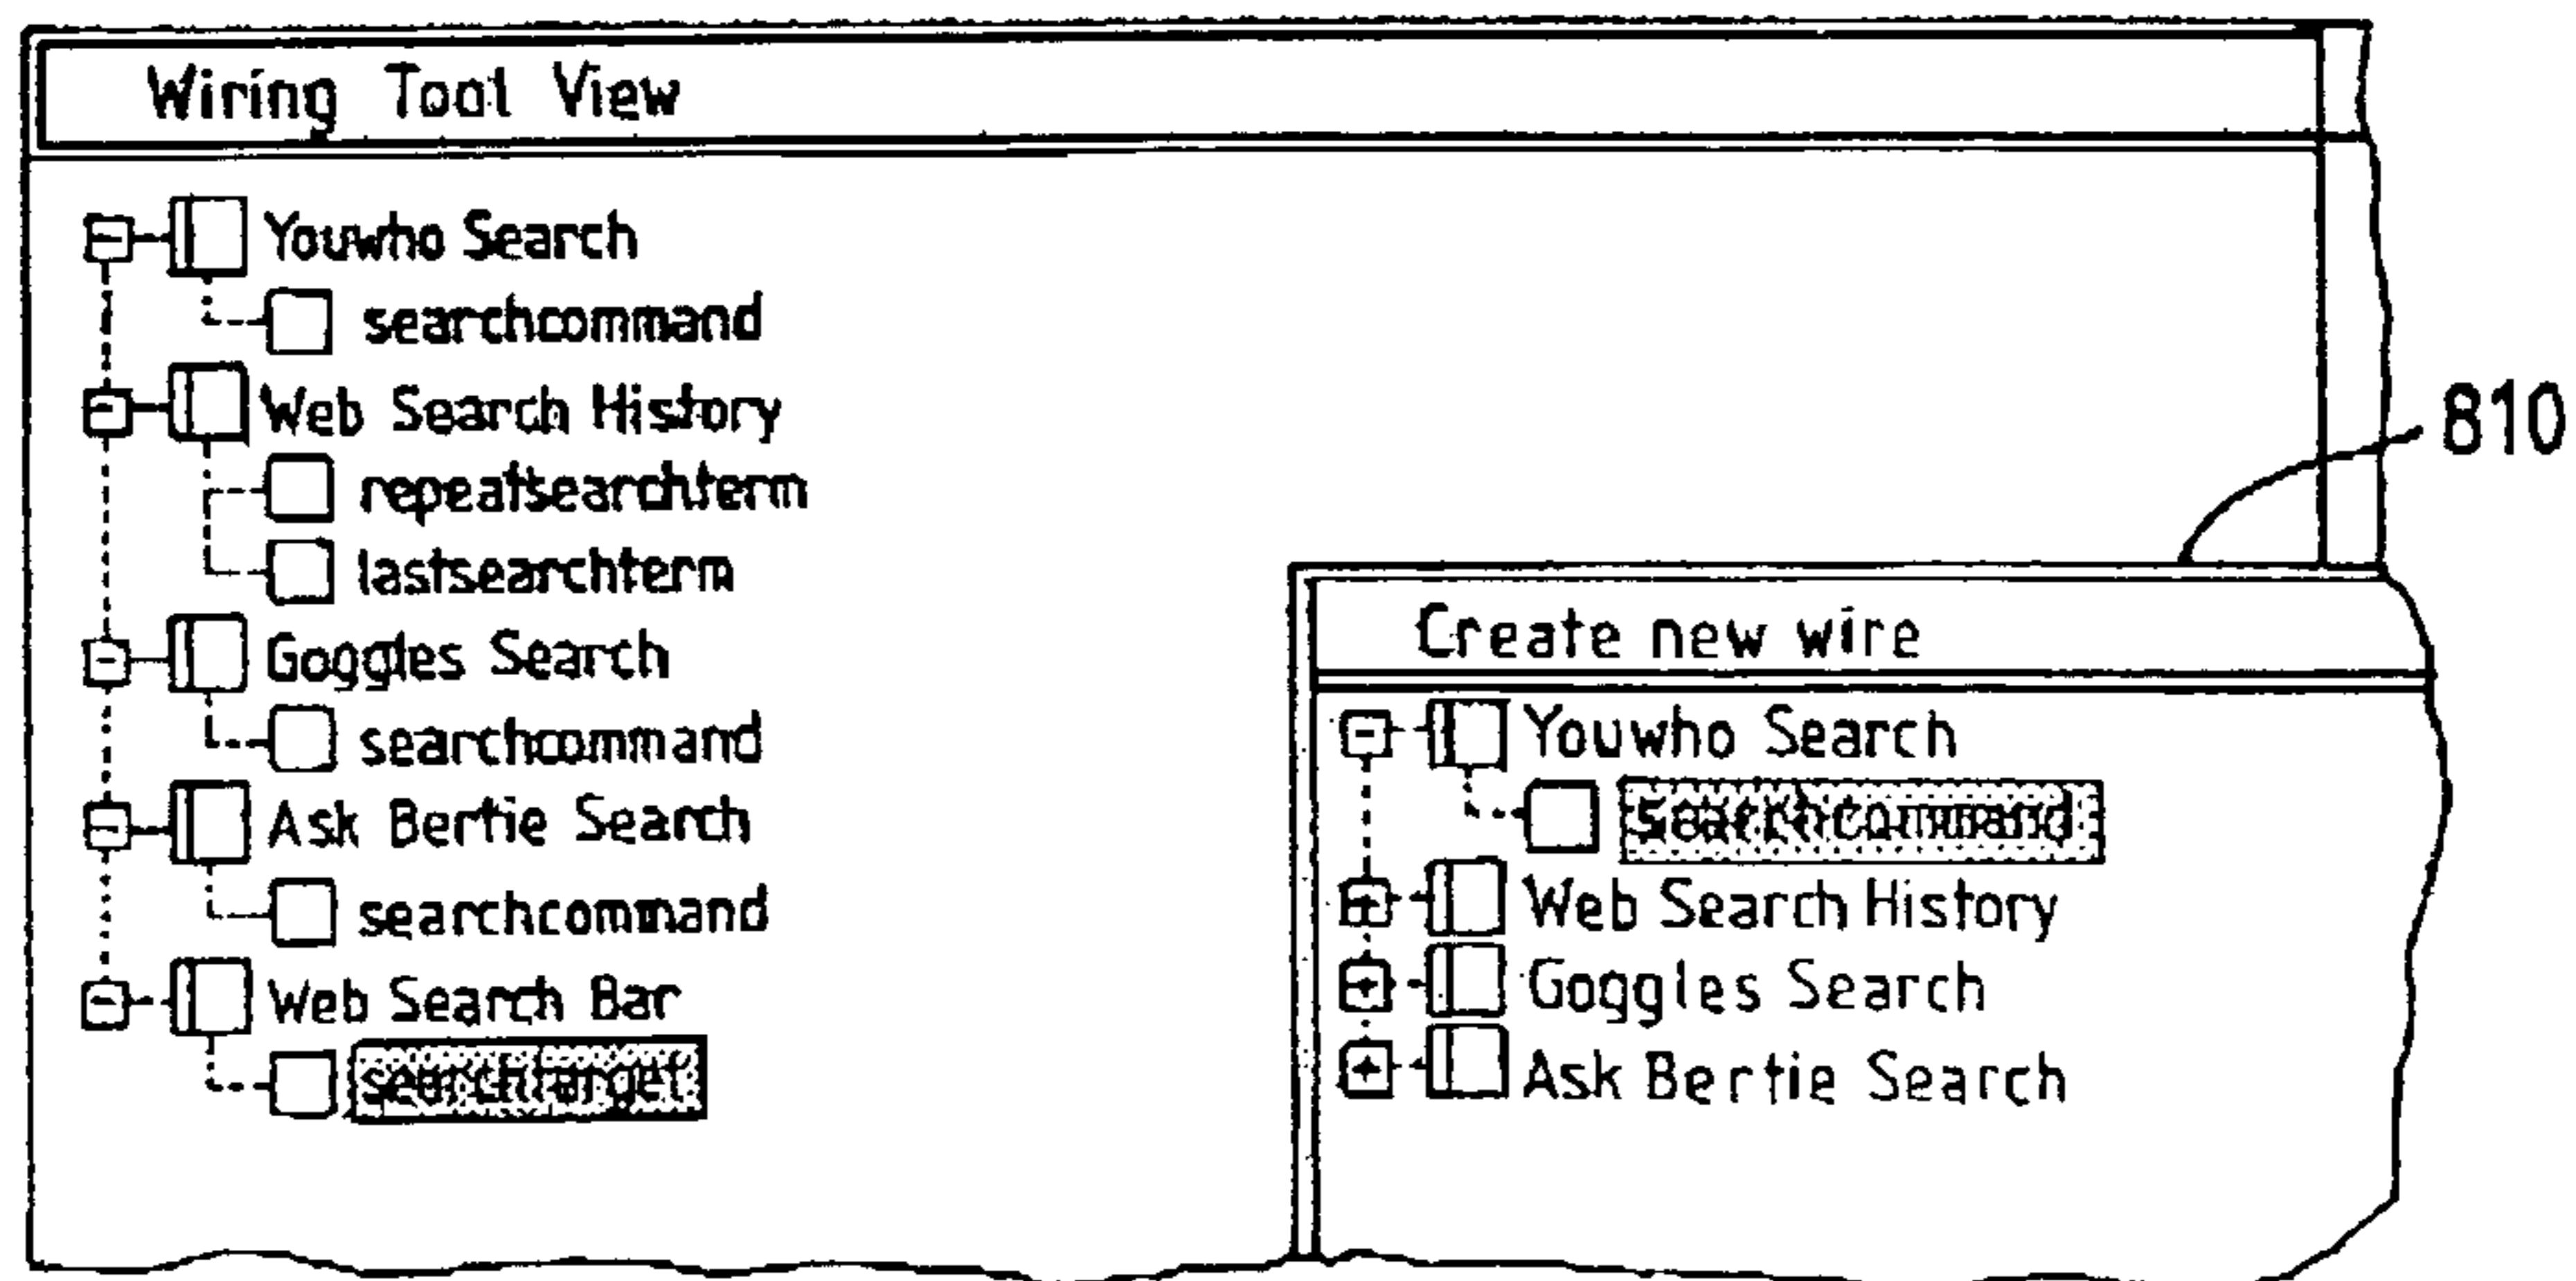 Wiring Tool View
Youwho Search
searchcommand
Web Search History
repeatsearchterm
lastsearchterm
Goggles Search
searchcommand
Ask Bertie Search
searchcommand
Web Search Bar
searchtarget
810
Create new wire
Youwho Search
searchcommand
Web Search History
Goggles Search
Ask Bertie Search